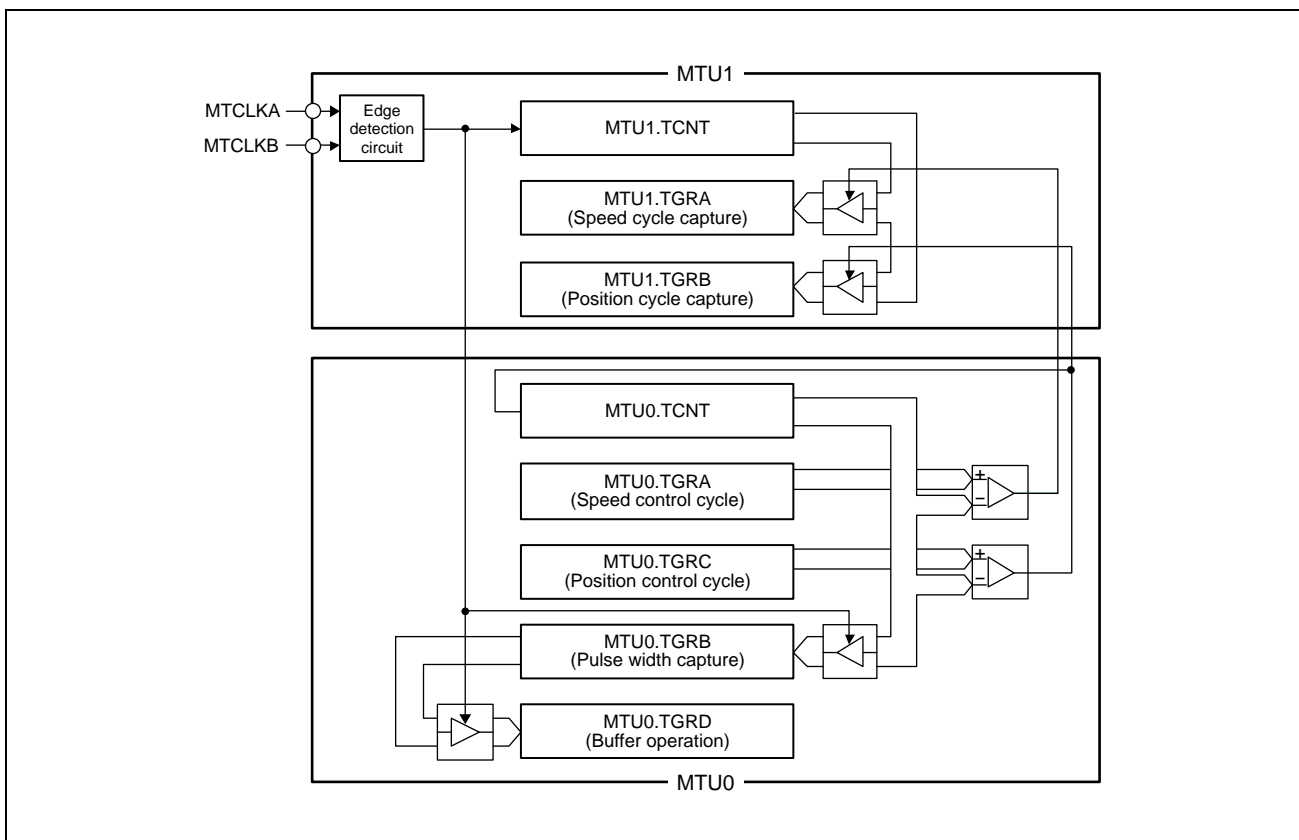 MTU1
MTCLKA
MTCLKB
Edge
detection
circuit
MTU1.TCNT
MTU1.TGRA
(Speed cycle capture)
MTU1.TGRB
(Position cycle capture)
MTU0.TCNT
MTU0.TGRA
(Speed control cycle)
+
−
MTU0.TGRC
(Position control cycle)
+
−
MTU0.TGRB
(Pulse width capture)
MTU0.TGRD
(Buffer operation)
MTU0